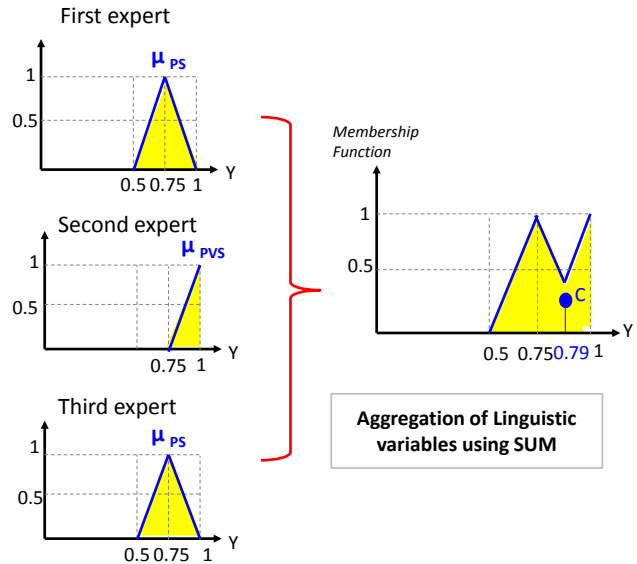 First expert
μ PS
1
0.5
0.5 0.75 1 Y
Second expert
μ PVS
1
0.5
0.75 1 Y
Third expert
μ PS
1
0.5
0.5 0.75 1 Y
Membership
Function
1
0.5
C
0.5 0.75 0.79 1 Y
Aggregation of Linguistic
variables using SUM